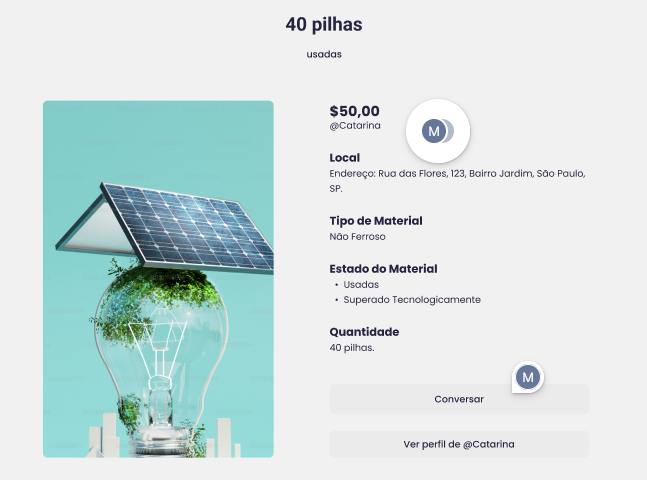 40 pilhas
usadas
$50,00
@Catarina
M
Local
Endereço: Rua das Flores, 123, Bairro Jardim, São Paulo,
SP.
Tipo de Material
Não Ferroso
Estado do Material
• Usadas
• Superado Tecnologicamente
Quantidade
40 pilhas.
M
Conversar
Ver perfil de @Catarina